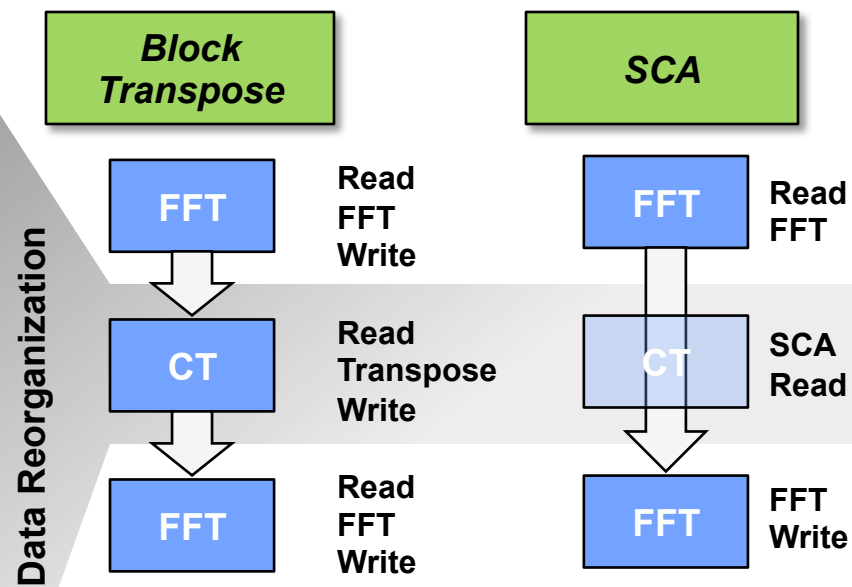 Block
Transpose
SCA
Data Reorganization
FFT
Read
FFT
Write
FFT
Read
FFT
CT
Read
Transpose
Write
CT
SCA
Read
FFT
Read
FFT
Write
FFT
FFT
Write